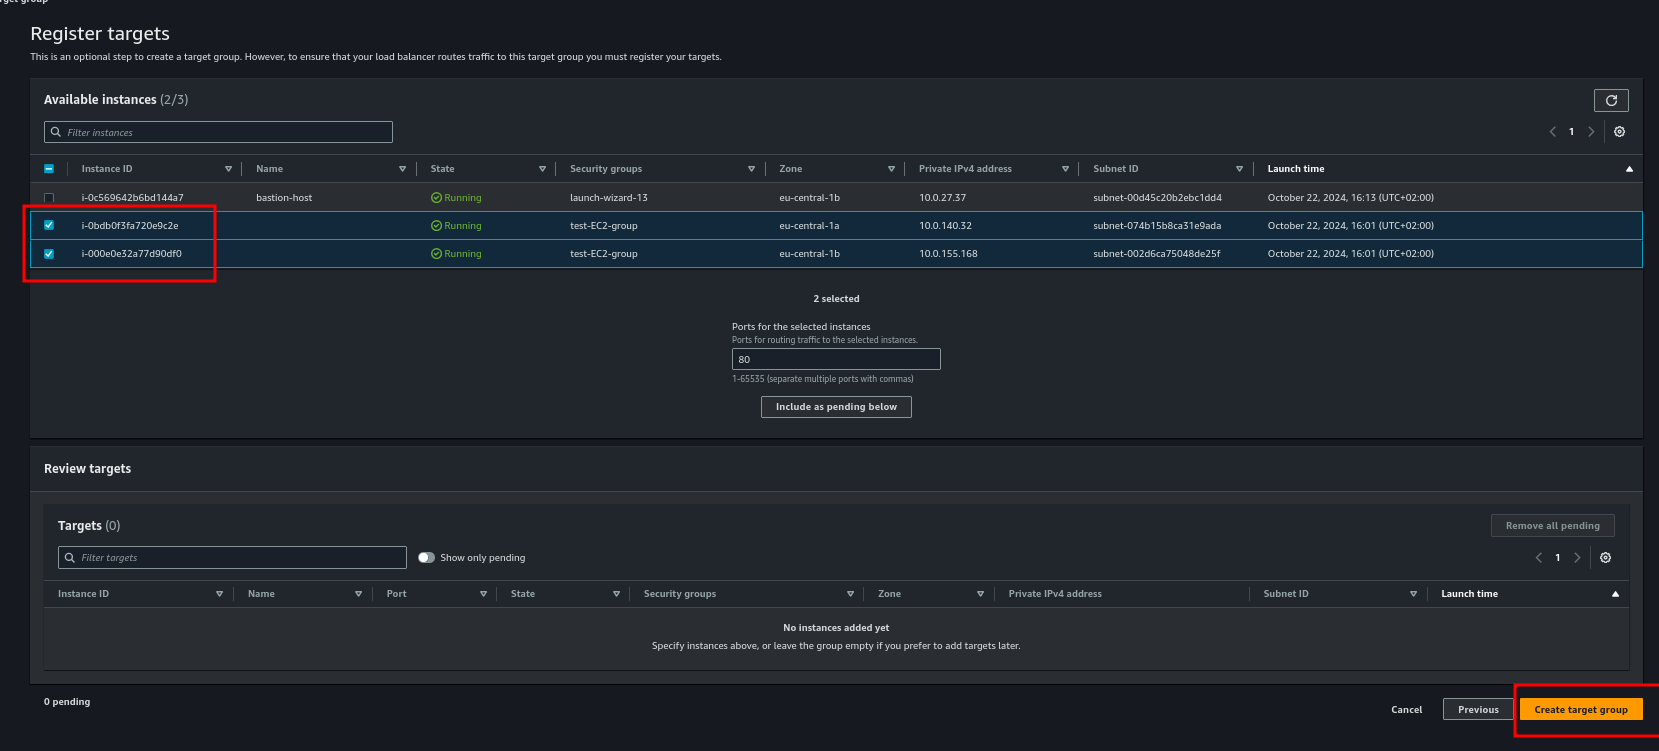 rget group
Register targets
This is an optional step to create a target group. However, to ensure that your load balancer routes traffic to this target group you must register your targets.
Available instances (2/3)
Filter instances
1
Instance ID Name State Security groups Zone Private IPv4 address Subnet ID Launch time
i-0c569642b6bd144a7 bastion-host Running launch-wizard-13 eu-central-1b 10.0.27.37 subnet-00d45c20b2ebc1dd4 October 22, 2024, 16:13 (UTC+02:00)
i-0bdb0f3fa720e9c2e Running test-EC2-group eu-central-1a 10.0.140.32 subnet-074b15b8ca31e9ada October 22, 2024, 16:01 (UTC+02:00)
i-000e0e32a77d90df0 Running test-EC2-group eu-central-1b 10.0.155.168 subnet-002d6ca75048de25f October 22, 2024, 16:01 (UTC+02:00)
2 selected
Ports for the selected instances
Ports for routing traffic to the selected instances.
80
1-65535 (separate multiple ports with commas)
Include as pending below
Review targets
Targets (0)
Remove all pending
Filter targets
Show only pending
1
Instance ID Name Port State Security groups Zone Private IPv4 address Subnet ID Launch time
No instances added yet
Specify instances above, or leave the group empty if you prefer to add targets later.
0 pending
Cancel Previous Create target group